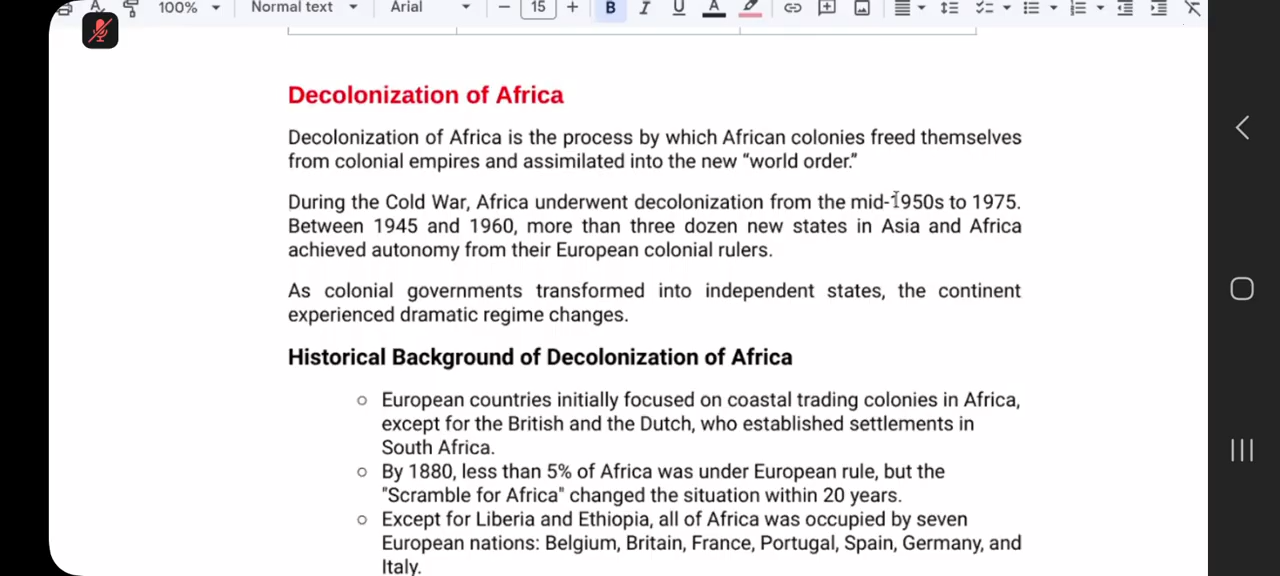 100% Normal text Arial 15 B I U A
Decolonization of Africa
Decolonization of Africa is the process by which African colonies freed themselves
from colonial empires and assimilated into the new “world order.”
During the Cold War, Africa underwent decolonization from the mid-1950s to 1975.
Between 1945 and 1960, more than three dozen new states in Asia and Africa
achieved autonomy from their European colonial rulers.
As colonial governments transformed into independent states, the continent
experienced dramatic regime changes.
Historical Background of Decolonization of Africa
European countries initially focused on coastal trading colonies in Africa,
except for the British and the Dutch, who established settlements in
South Africa.
By 1880, less than 5% of Africa was under European rule, but the
"Scramble for Africa" changed the situation within 20 years.
Except for Liberia and Ethiopia, all of Africa was occupied by seven
European nations: Belgium, Britain, France, Portugal, Spain, Germany, and
Italy.